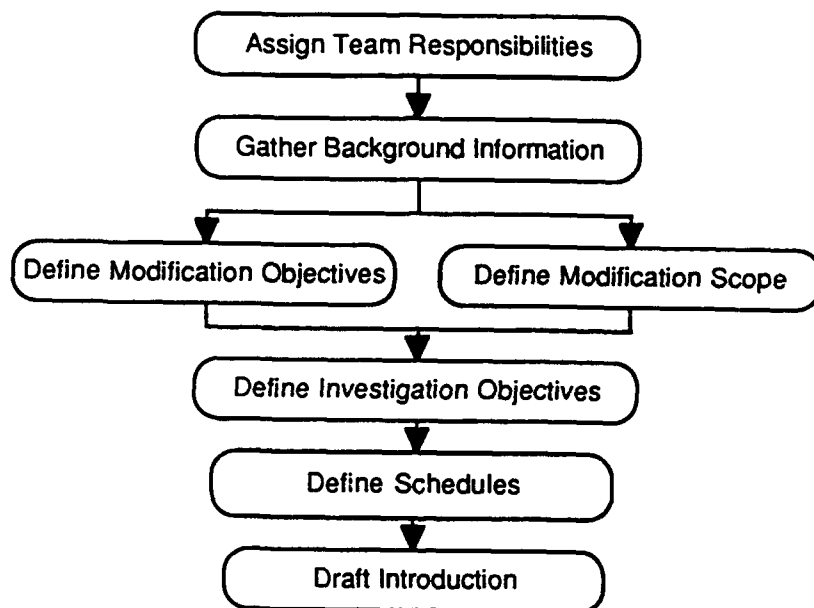 Assign Team Responsibilities
Gather Background Information
Define Modification Objectives
Define Modification Scope
Define Investigation Objectives
Define Schedules
Draft Introduction